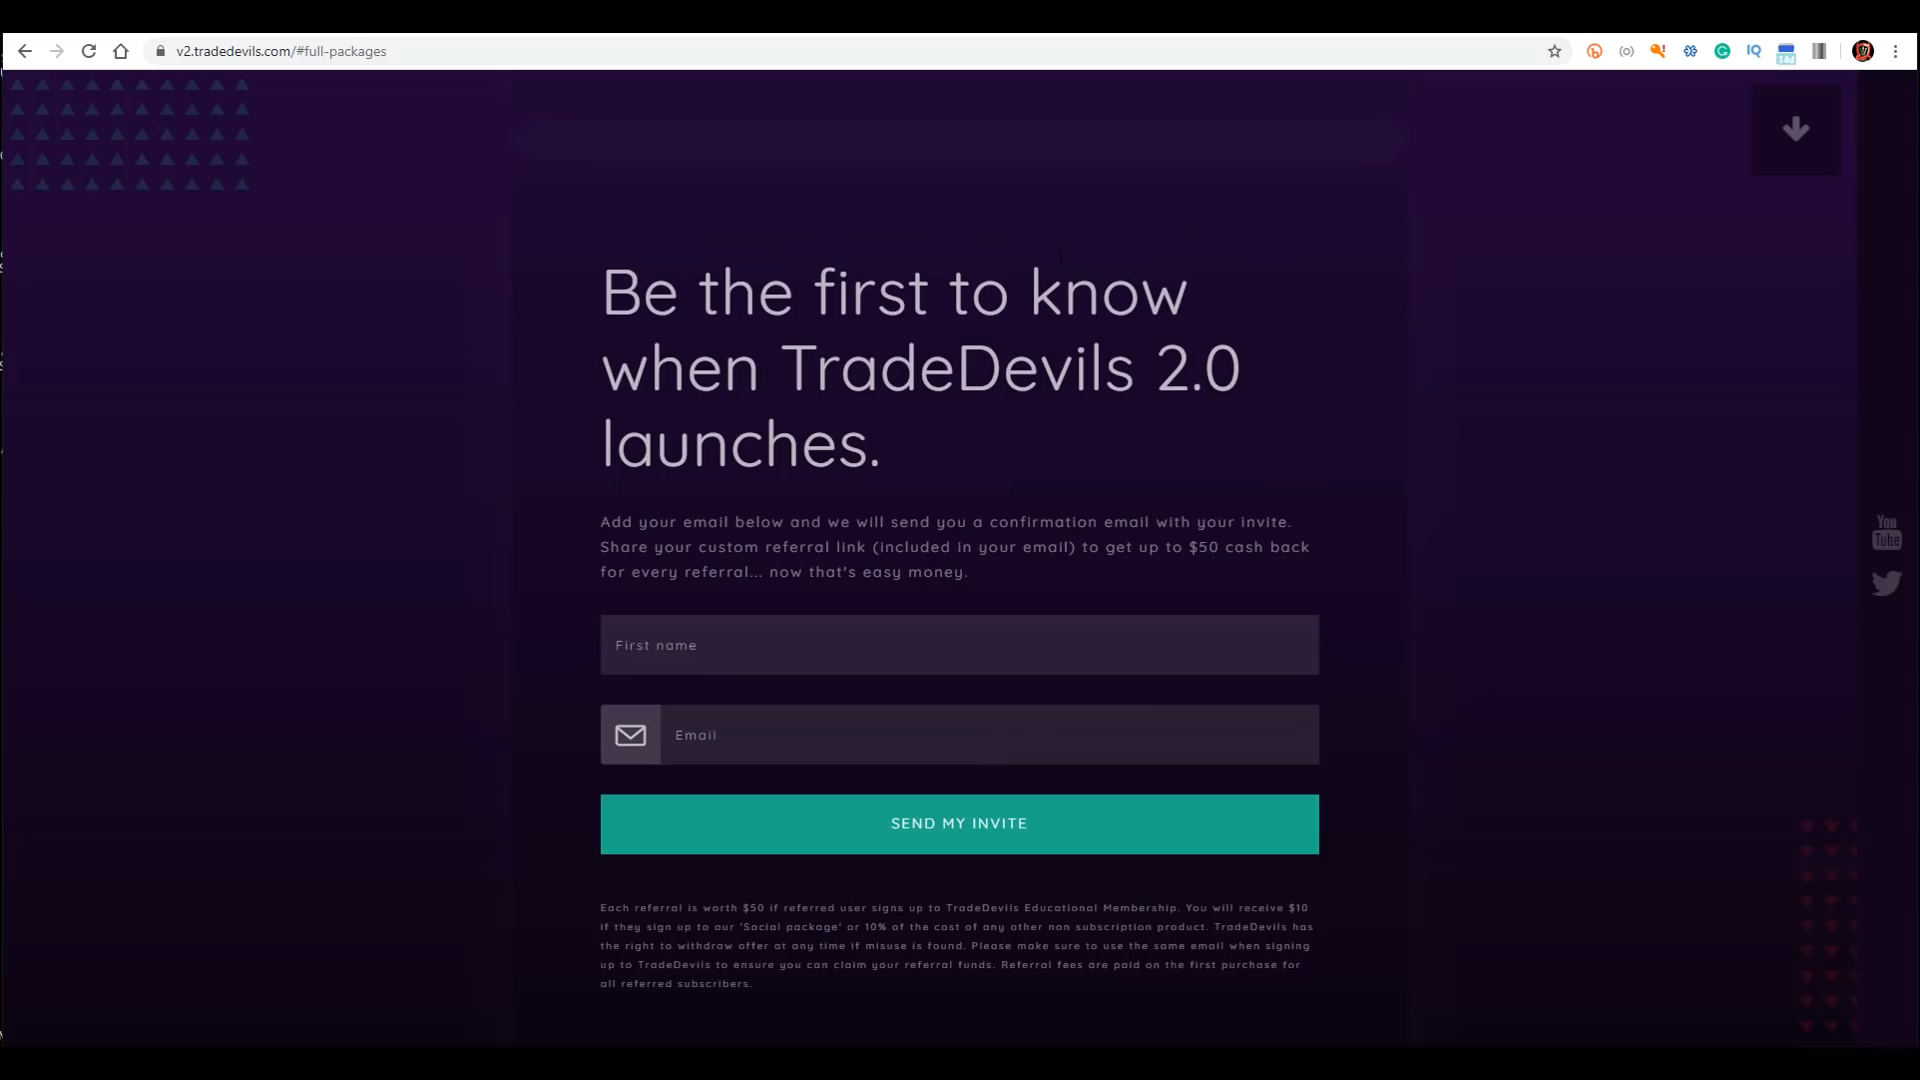 v2.tradedevils.com/#full-packages
IQ
14d
Be the first to know
when TradeDevils 2.0
launches.
Add your email below and we will send you a confirmation email with your invite.
Share your custom referral link (included in your email) to get up to $50 cash back
for every referral... now that's easy money.
You
Tube
First name
Email
SEND MY INVITE
Each referral is worth $50 if referred user signs up to TradeDevils Educational Membership. You will receive $10
if they sign up to our 'Social package' or 10% of the cost of any other non subscription product. TradeDevils has
the right to withdraw offer at any time if misuse is found. Please make sure to use the same email when signing
up to TradeDevils to ensure you can claim your referral funds. Referral fees are paid on the first purchase for
all referred subscribers.